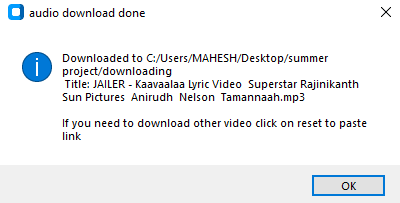 audio download done
Downloaded to C:/Users/MAHESH/Desktop/summer
project/downloading
Title: JAILER - Kaavaalaa Lyric Video  Superstar Rajinikanth
Sun Pictures  Anirudh  Nelson  Tamannaah.mp3
If you need to download other video click on reset to paste
link
OK